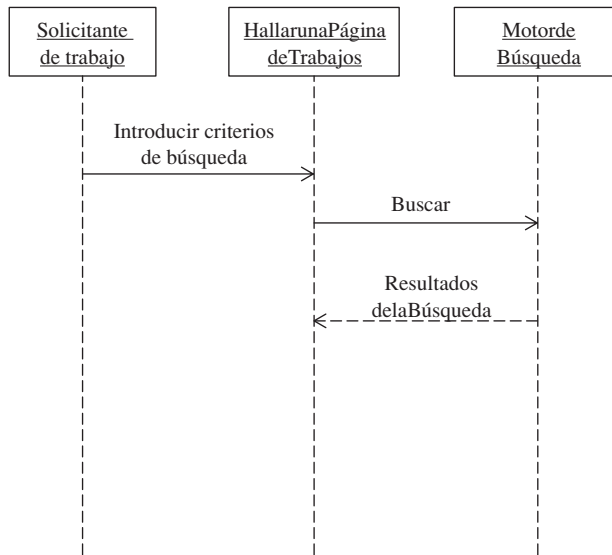 Solicitante
de trabajo
HallarunaPágina
deTrabajos
Motorde
Búsqueda
Introducir criterios
de búsqueda
Buscar
Resultados
delaBúsqueda